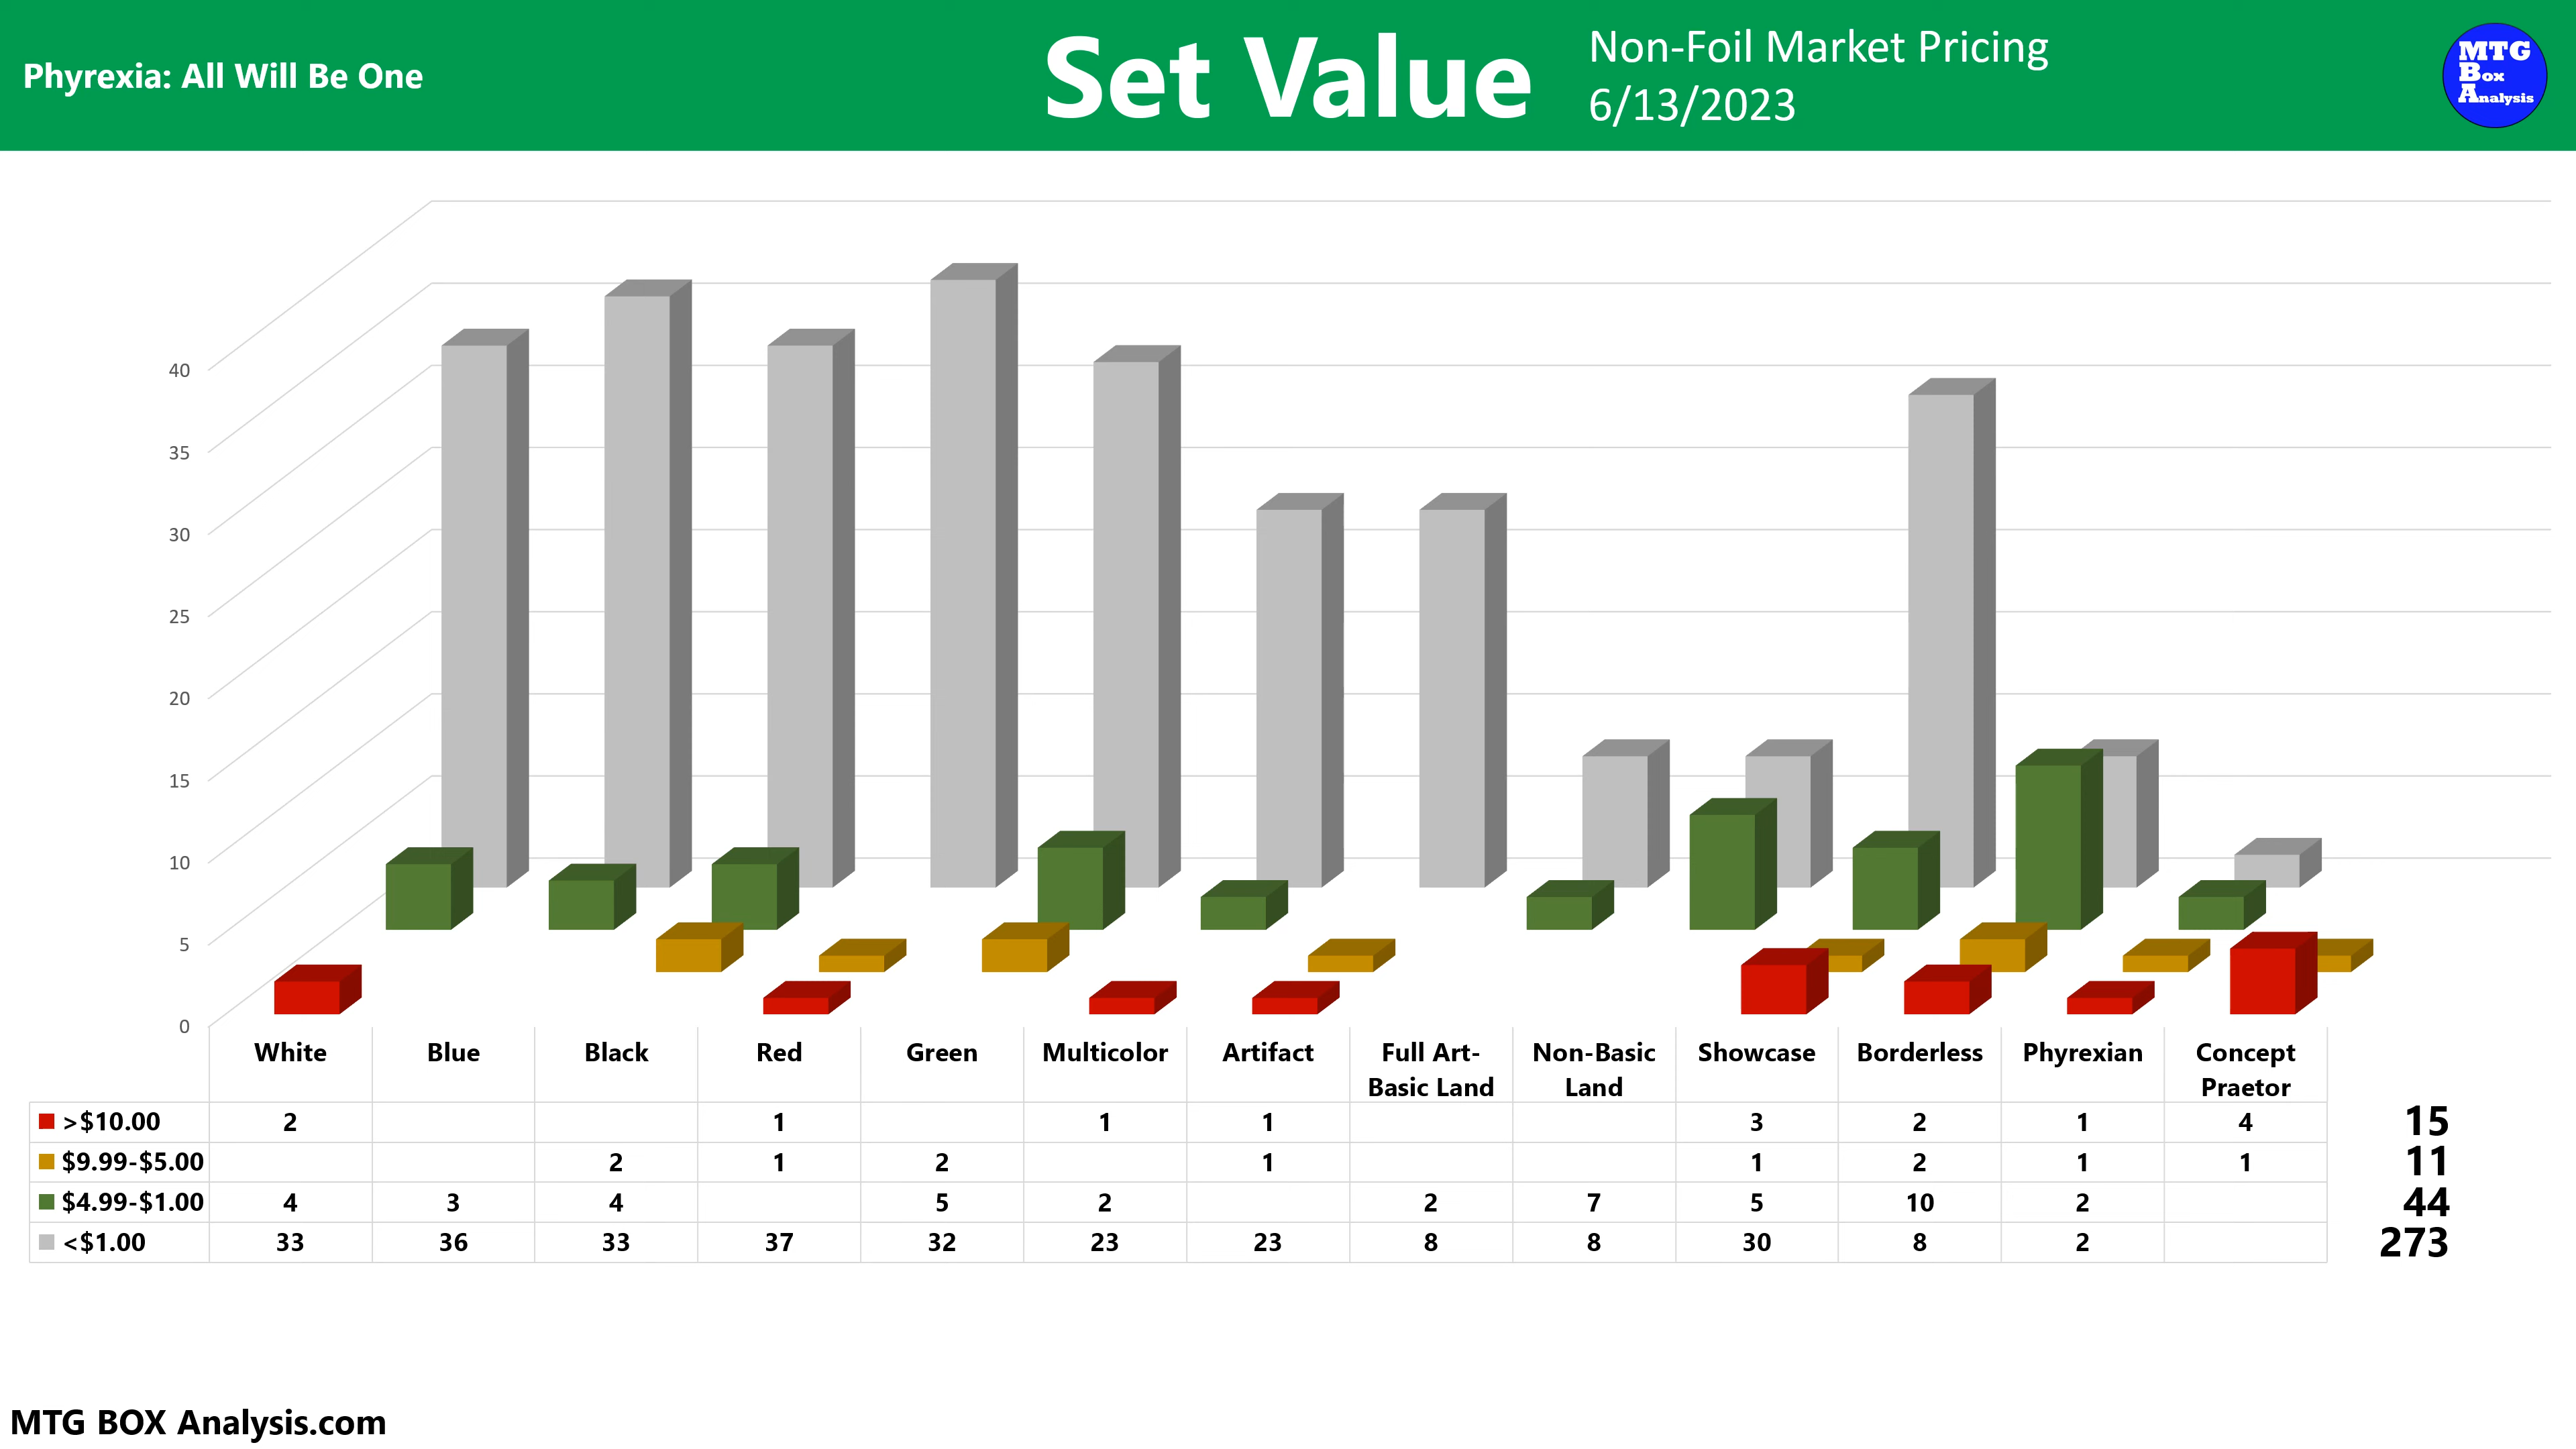 Phyrexia: All Will Be One
Set Value
Non-Foil Market Pricing
6/13/2023
MTG
Box
Analysis
40
35
30
25
20
15
10
5
0
White Blue Black Red Green Multicolor Artifact Full Art-Basic Land Non-Basic Land Showcase Borderless Phyrexian Concept Praetor
>$10.00 2 1 1 1 3 2 1 4 15
$9.99-$5.00 2 1 2 1 1 2 1 1 11
$4.99-$1.00 4 3 4 5 2 2 7 5 10 2 44
<$1.00 33 36 33 37 32 23 23 8 8 30 8 2 273
MTG BOX Analysis.com